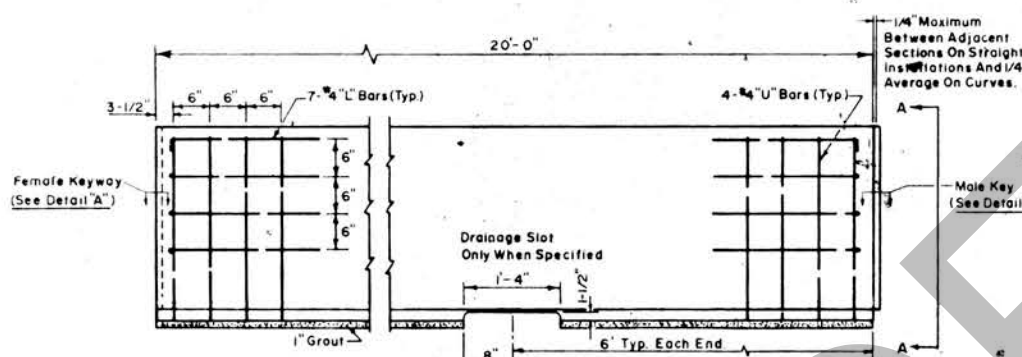 20'-0"
1/4" Maximum
Between Adjacent
Sections On Straight
Installations And 1/4
Average On Curves.
6" 6" 6"
3-1/2"
7-#4"L" Bars (Typ.)
4-#4"U" Bars (Typ.)
A
6"
6"
6"
Female Keyway
(See Detail "A")
Male Key
(See Detail
Drainage Slot
Only When Specified
1'-4"
1-1/2"
1" Grout
8"
6' Typ. Each End
A